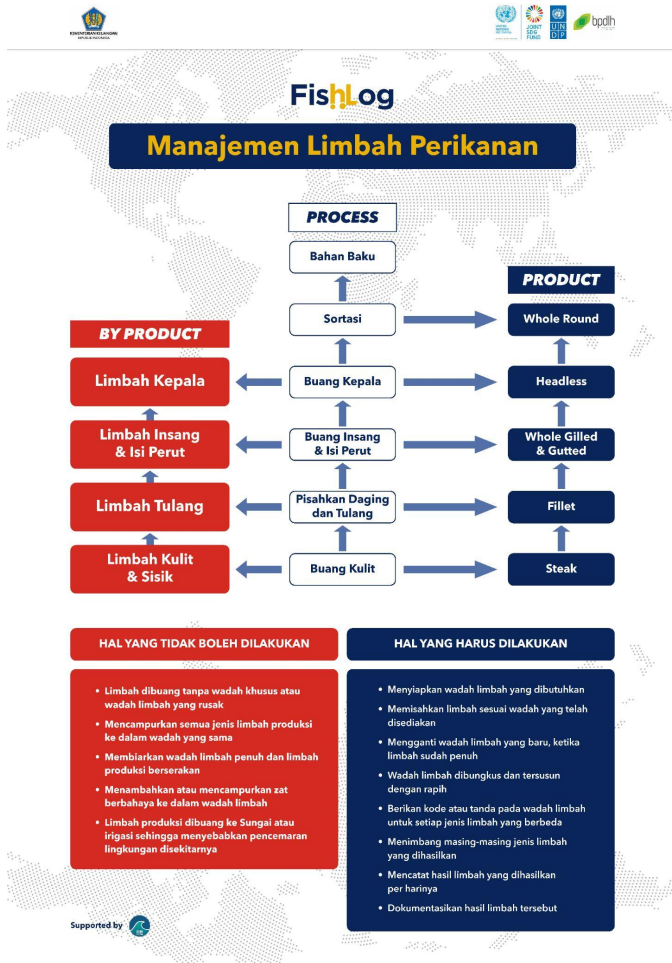 KEMENTERIAN KEUANGAN
REPUBLIK INDONESIA
JOINT
SDG
FUND
U N
D P
bpdlh
FishLog
Manajemen Limbah Perikanan
PROCESS
Bahan Baku
PRODUCT
Sortasi
Whole Round
BY PRODUCT
Limbah Kepala
Buang Kepala
Headless
Limbah Insang
& Isi Perut
Buang Insang
& Isi Perut
Whole Gilled
& Gutted
Limbah Tulang
Pisahkan Daging
dan Tulang
Fillet
Limbah Kulit
& Sisik
Buang Kulit
Steak
HAL YANG TIDAK BOLEH DILAKUKAN
• Limbah dibuang tanpa wadah khusus atau
wadah limbah yang rusak
• Mencampurkan semua jenis limbah produksi
ke dalam wadah yang sama
• Membiarkan wadah limbah penuh dan limbah
produksi berserakan
• Menambahkan atau mencampurkan zat
berbahaya ke dalam wadah limbah
• Limbah produksi dibuang ke Sungai atau
irigasi sehingga menyebabkan pencemaran
lingkungan disekitarnya
HAL YANG HARUS DILAKUKAN
• Menyiapkan wadah limbah yang dibutuhkan
• Memisahkan limbah sesuai wadah yang telah
disediakan
• Mengganti wadah limbah yang baru, ketika
limbah sudah penuh
• Wadah limbah dibungkus dan tersusun
dengan rapih
• Berikan kode atau tanda pada wadah limbah
untuk setiap jenis limbah yang berbeda
• Menimbang masing-masing jenis limbah
yang dihasilkan
• Mencatat hasil limbah yang dihasilkan
per harinya
• Dokumentasikan hasil limbah tersebut
Supported by